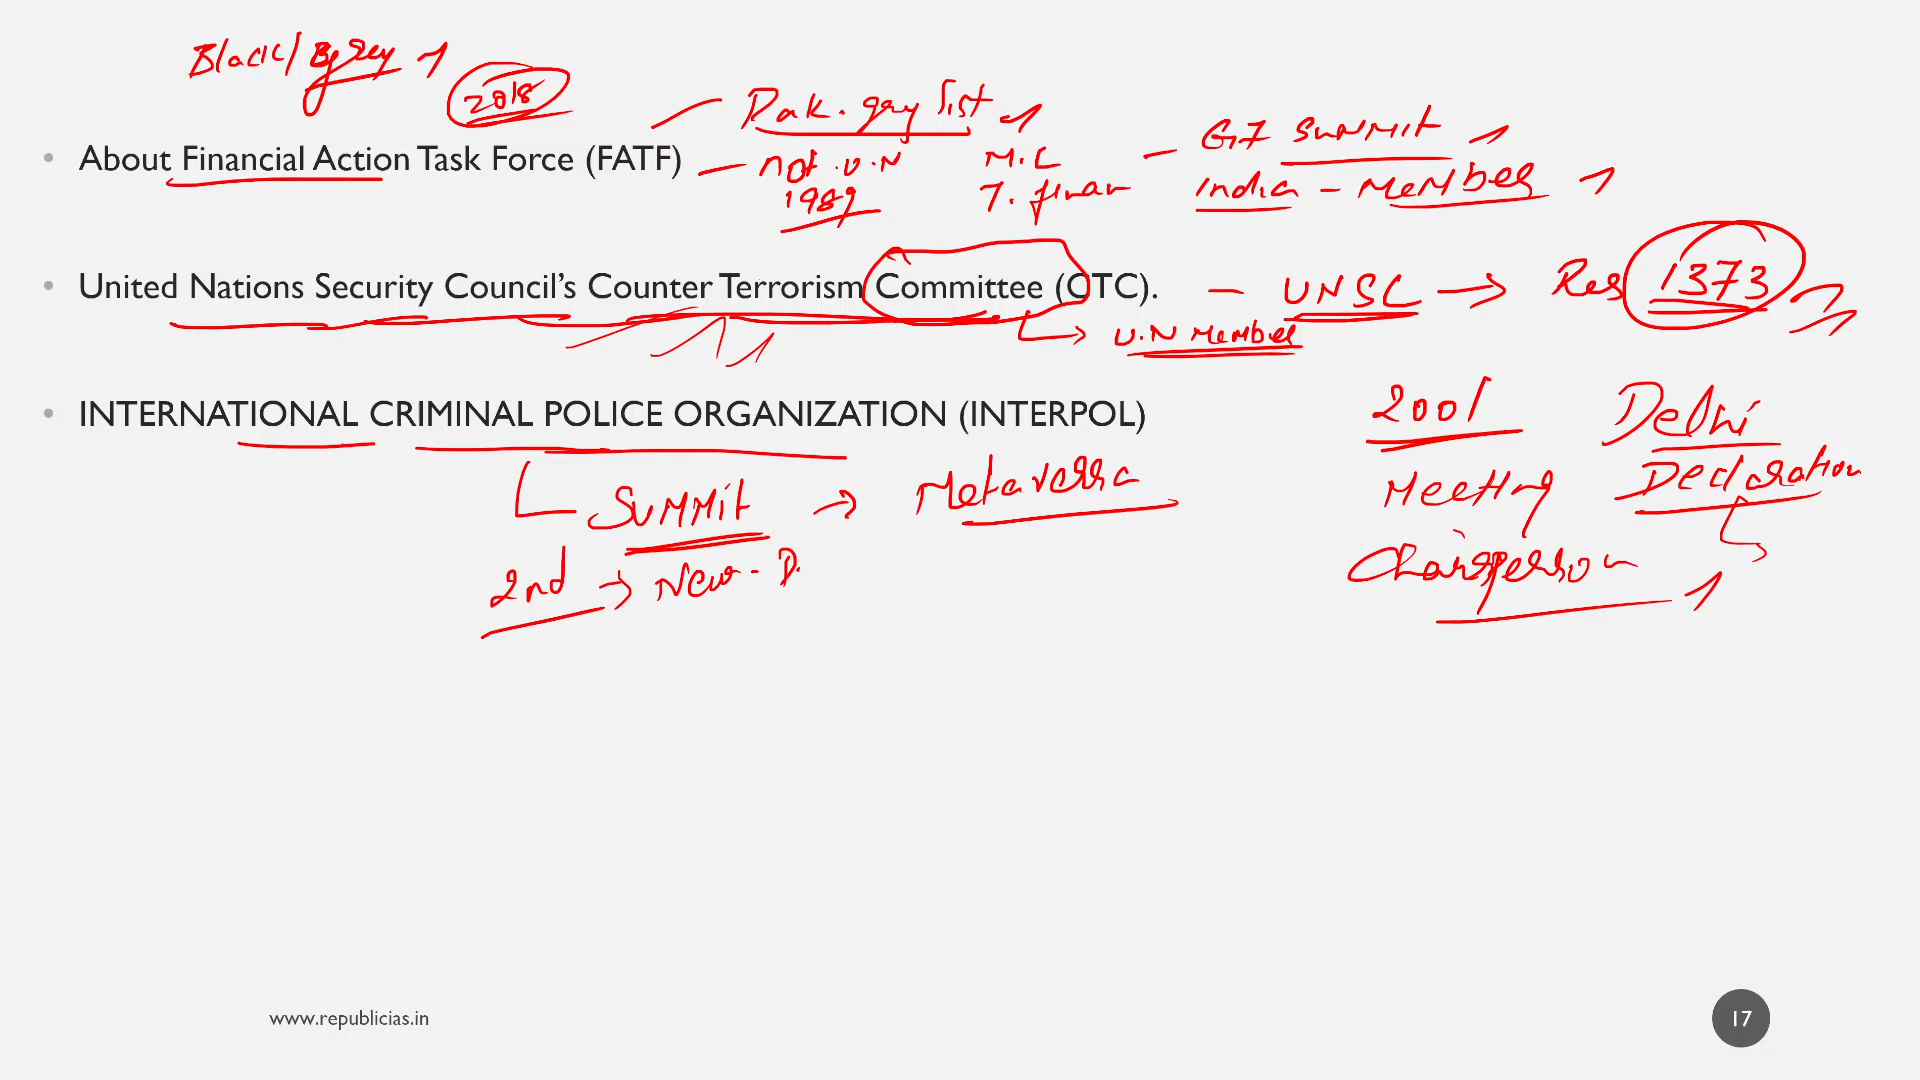 Black/Grey
2018
Pak. grey list
• About Financial Action Task Force (FATF)
not U.N
1989
M.L
T. finan
G7 SUMMIT
India - Member
• United Nations Security Council’s Counter Terrorism Committee (CTC).
UNSC → Res 1373
U.N Member
• INTERNATIONAL CRIMINAL POLICE ORGANIZATION (INTERPOL)
2001
Meeting
Chairperson
Delhi
Declaration
SUMMIT → Metaversa
2nd → New-D.
www.republicias.in
17